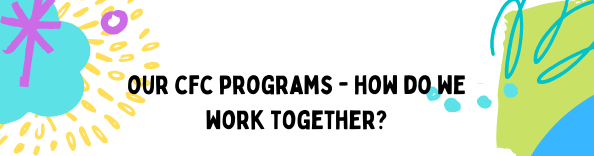 OUR CFC PROGRAMS - HOW DO WE
WORK TOGETHER?